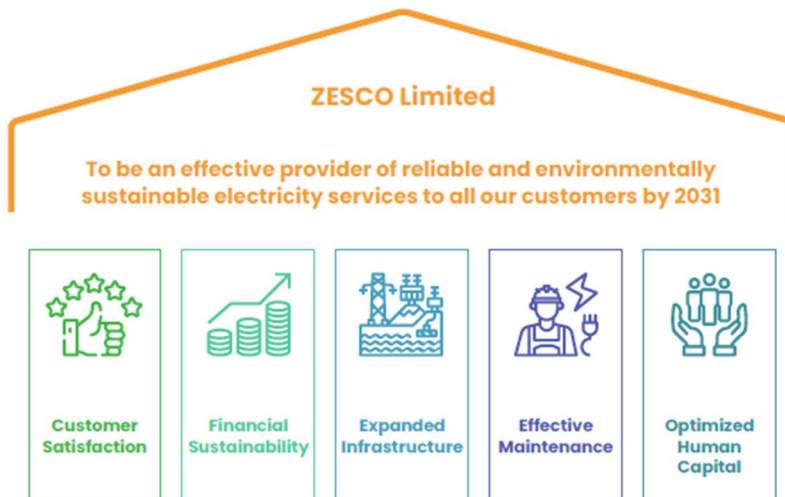 ZESCO Limited
To be an effective provider of reliable and environmentally
sustainable electricity services to all our customers by 2031
Customer
Satisfaction
Financial
Sustainability
Expanded
Infrastructure
Effective
Maintenance
Optimized
Human
Capital